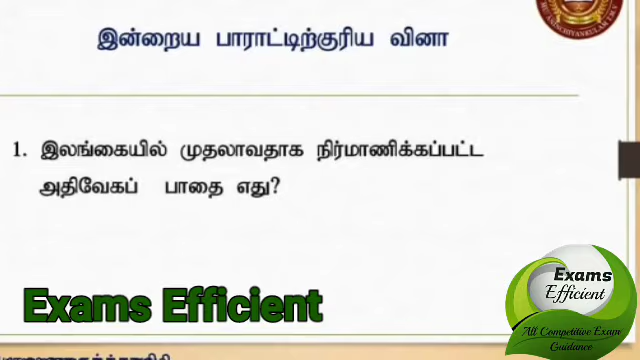 இன்றைய பாராட்டிற்குரிய வினா
1. இலங்கையில் முதலாவதாக நிர்மாணிக்கப்பட்ட
அதிவேகப் பாதை எது?
Exams
Efficient
All Competitive Exam
Guidance
Exams Efficient